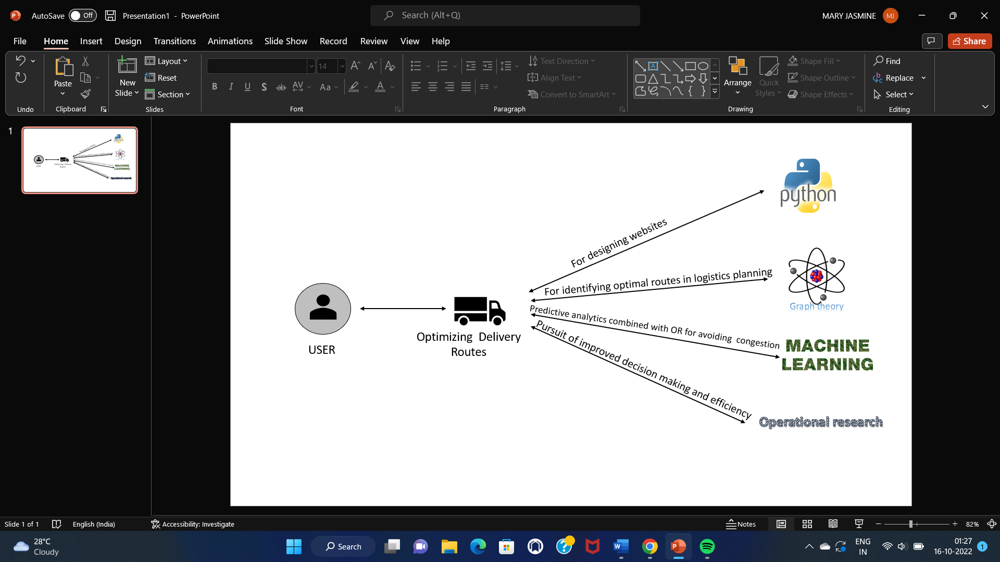 AutoSave Off Presentation1 - PowerPoint Search (Alt+Q) MARY JASMINE MJ
File Home Insert Design Transitions Animations Slide Show Record Review View Help Share
Paste
New Slide
Layout
Reset
Section
14
B I U S ab AV Aa A
Text Direction
Align Text
Convert to SmartArt
A
Arrange
Quick Styles
Shape Fill
Shape Outline
Shape Effects
Find
Replace
Select
Undo Clipboard Slides Font Paragraph Drawing Editing
1
python
For designing websites
For identifying optimal routes in logistics planning
Graph theory
Predictive analytics combined with OR for avoiding congestion
MACHINE
LEARNING
Pursuit of improved decision making and efficiency
Operational research
USER
Optimizing Delivery
Routes
Slide 1 of 1 English (India) Accessibility: Investigate Notes 82%
28°C
Cloudy
Search
ENG
IN
01:27
16-10-2022
1